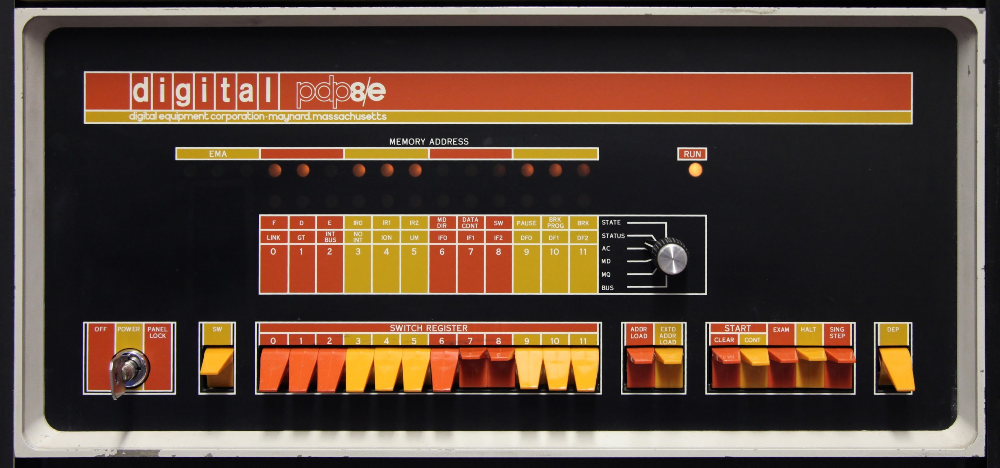 digital pdp8/e
digital equipment corporation·maynard.massachusetts
MEMORY ADDRESS
EMA
RUN
F D E IR0 IR1 IR2 MD DIR DATA CONT SW PAUSE BRK PROG BRK
LINK GT INT BUS NO INT ION UM IF0 IF1 IF2 DF0 DF1 DF2
0 1 2 3 4 5 6 7 8 9 10 11
STATE
STATUS
AC
MD
MQ
BUS
OFF POWER PANEL LOCK
SW
SWITCH REGISTER
0 1 2 3 4 5 6 7 8 9 10 11
ADDR LOAD EXTD ADDR LOAD
START
CLEAR CONT
EXAM HALT SING STEP
DEP